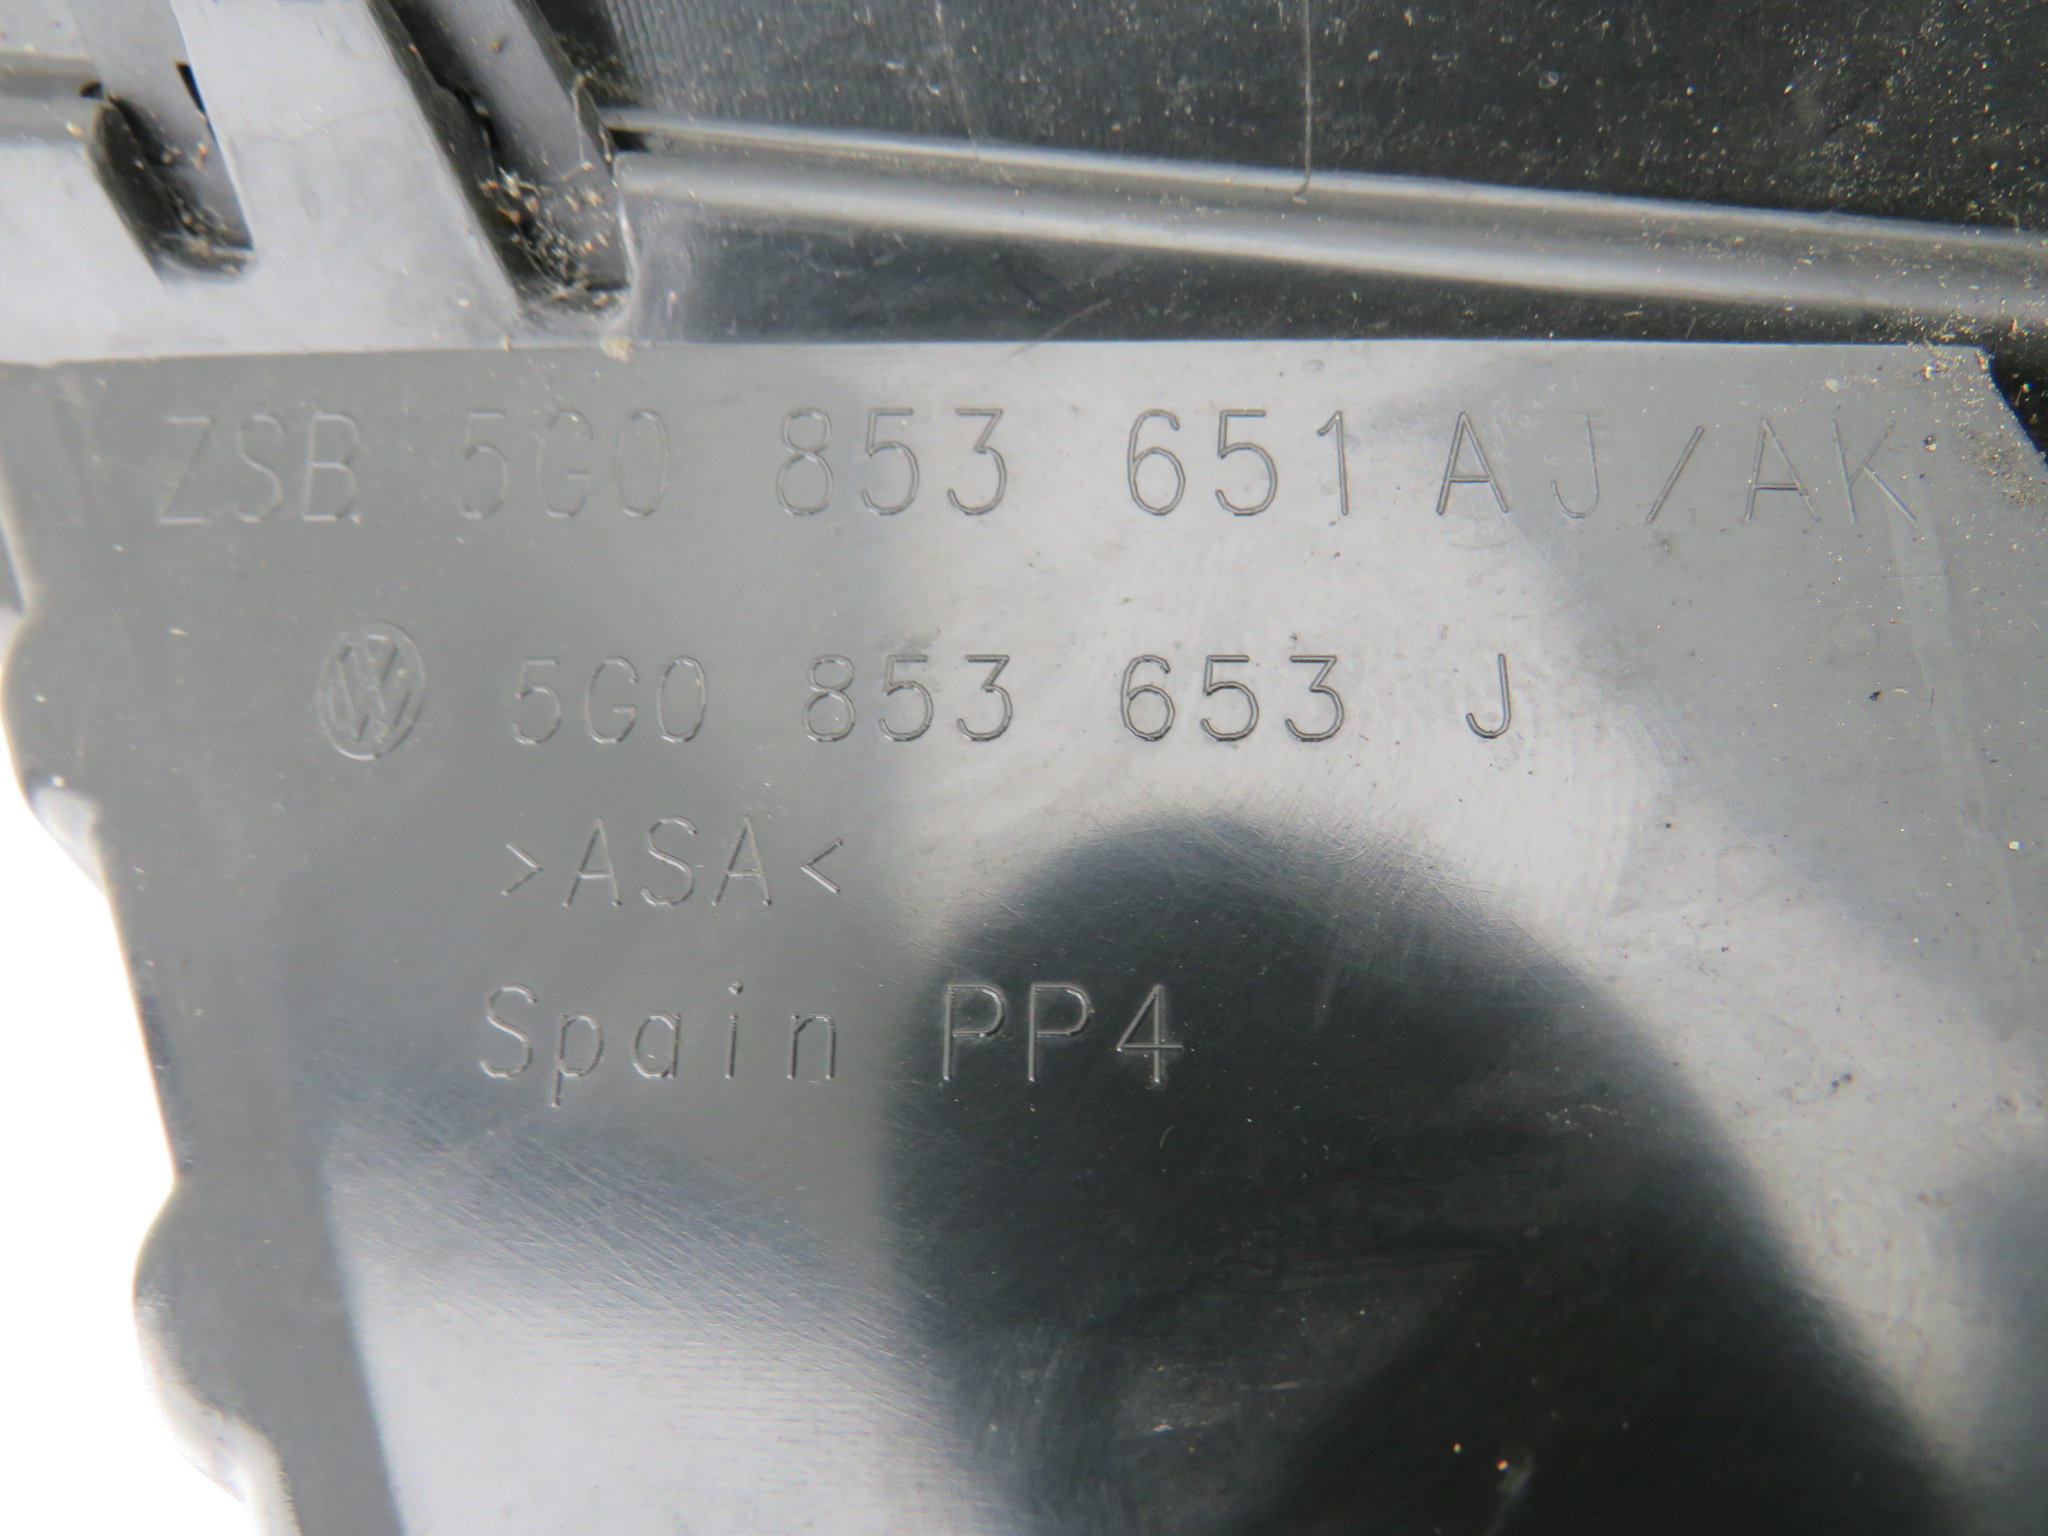 ZSB 5G0 853 651 AJ/AK
5G0 853 653 J
>ASA<
Spain PP4